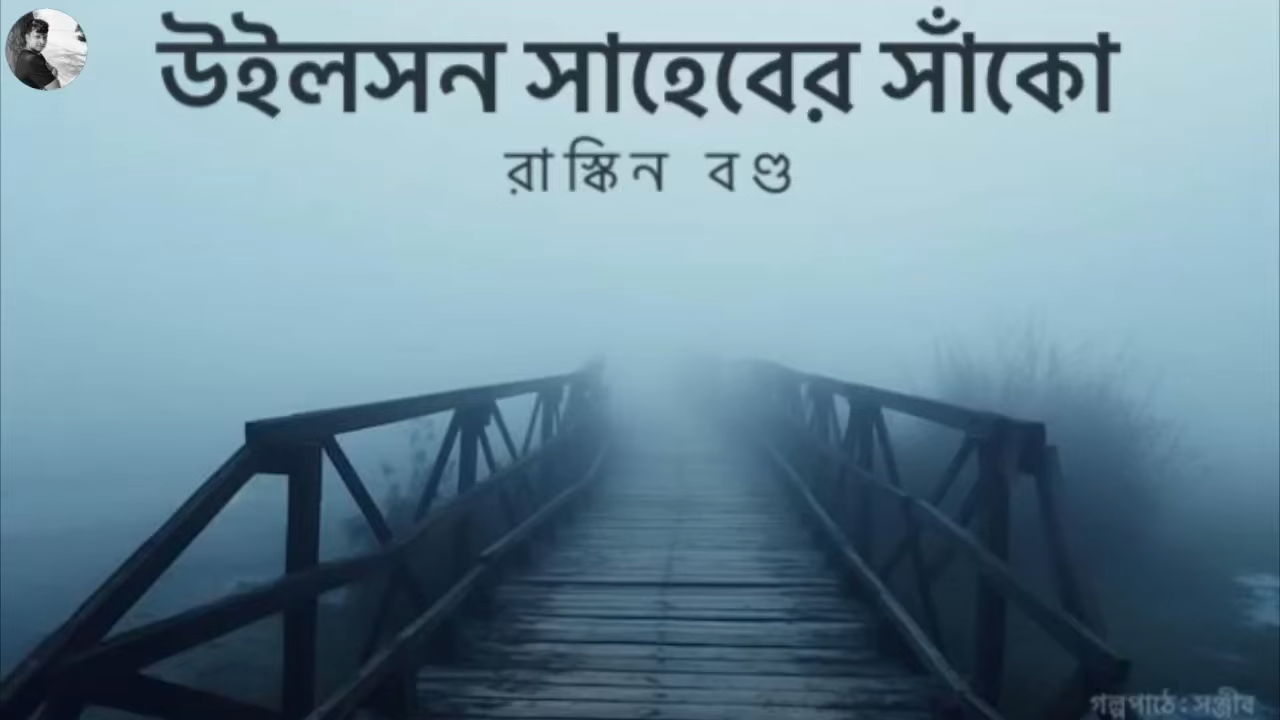 উইলসন সাহেবের সাঁকো
রাস্কিন বণ্ড
গল্পপাঠে : সঞ্জীব